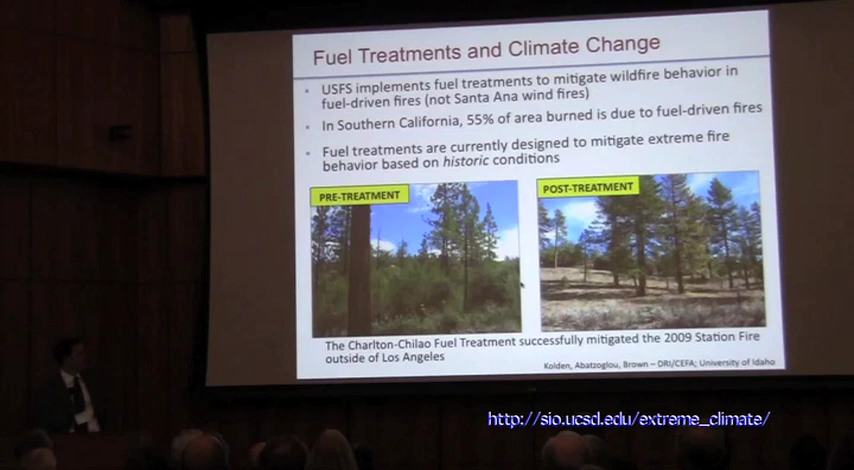 Fuel Treatments and Climate Change
USFS implements fuel treatments to mitigate wildfire behavior in
fuel-driven fires (not Santa Ana wind fires)
In Southern California, 55% of area burned is due to fuel-driven fires
Fuel treatments are currently designed to mitigate extreme fire
behavior based on historic conditions
PRE-TREATMENT
POST-TREATMENT
The Charlton-Chilao Fuel Treatment successfully mitigated the 2009 Station Fire
outside of Los Angeles
Kolden, Abatzoglou, Brown – DRI/CEFA; University of Idaho
http://sio.ucsd.edu/extreme_climate/